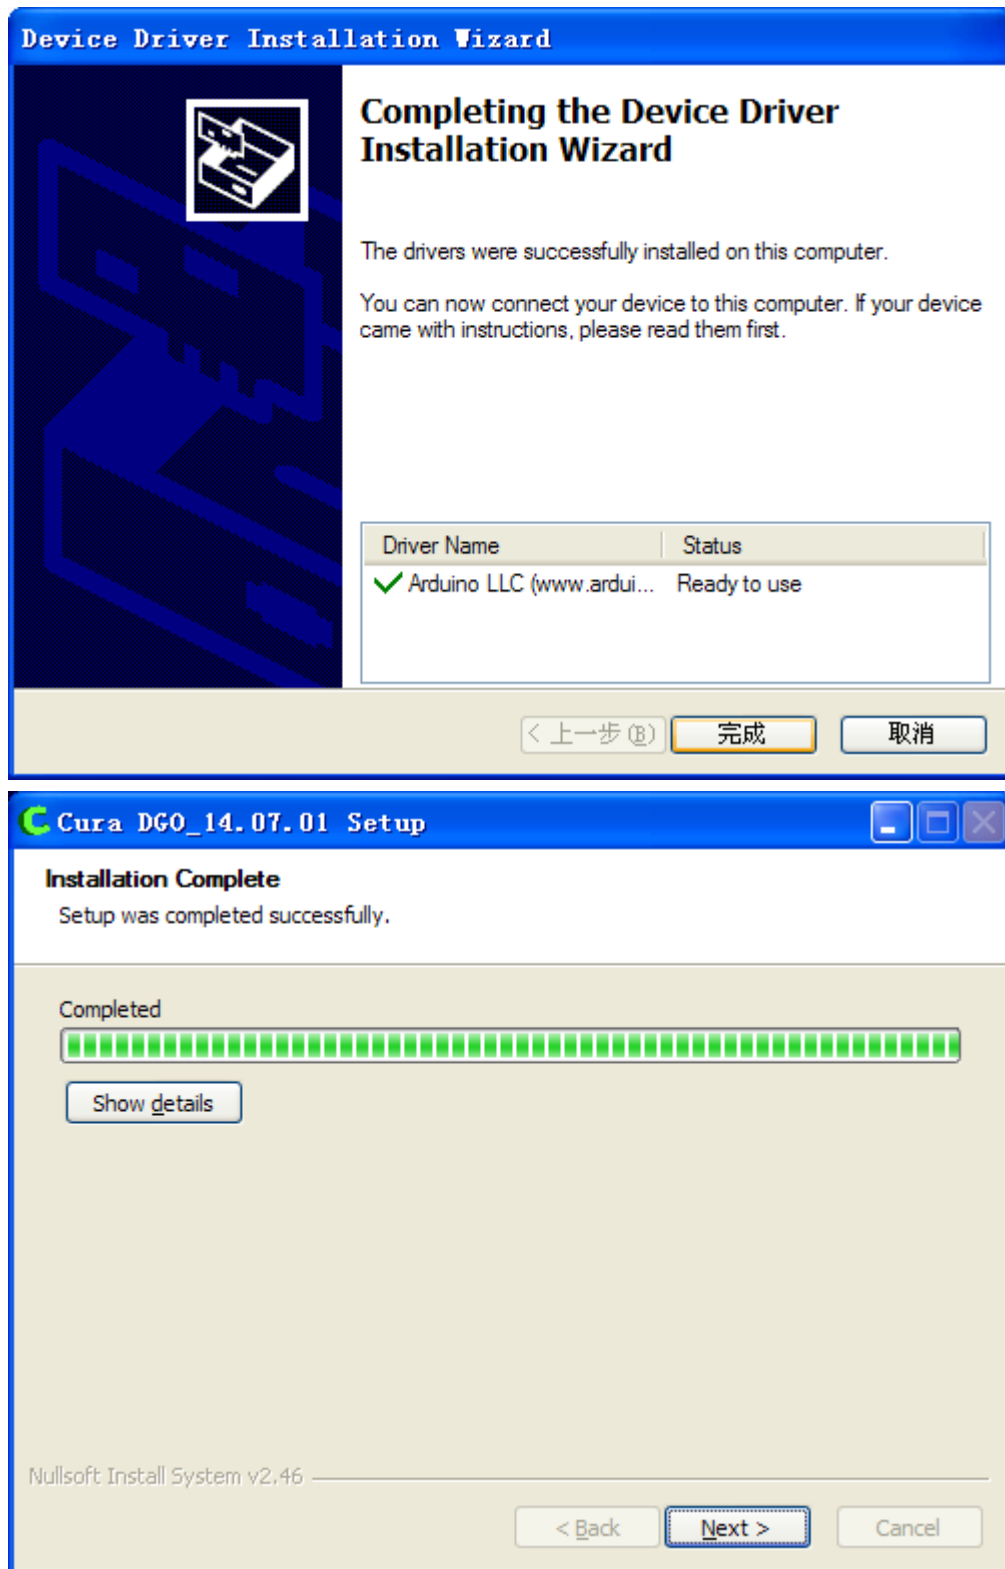 Device Driver Installation Wizard
Completing the Device Driver
Installation Wizard
The drivers were successfully installed on this computer.
You can now connect your device to this computer. If your device
came with instructions, please read them first.
Driver Name Status
Arduino LLC (www.ardui... Ready to use
< 上一步(B) 完成 取消
Cura DGO_14.07.01 Setup
Installation Complete
Setup was completed successfully.
Completed
Show details
Nullsoft Install System v2.46
< Back Next > Cancel